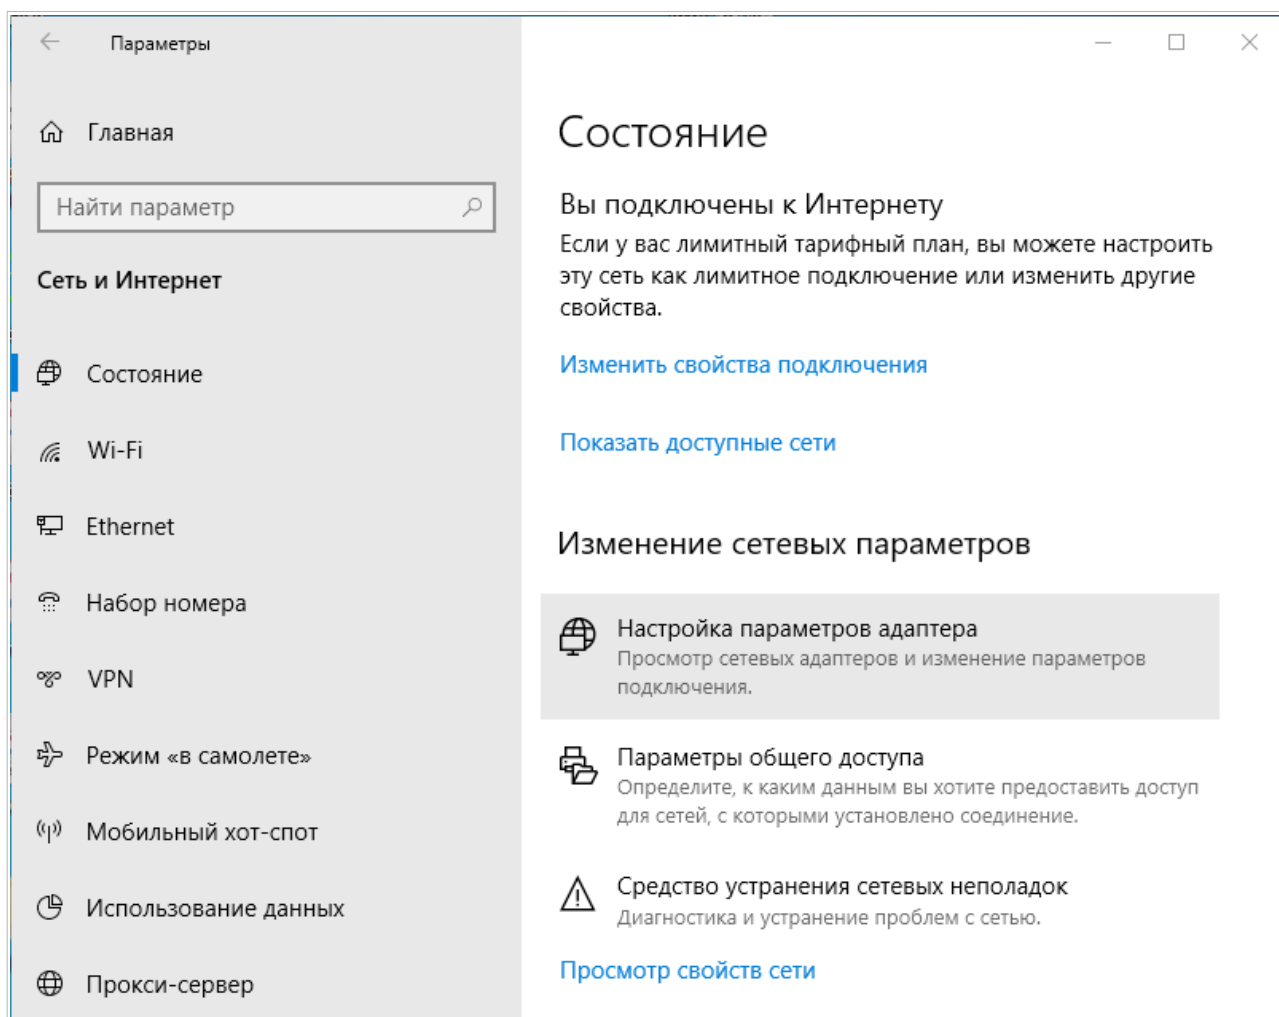 Параметры
Главная
Найти параметр
Сеть и Интернет
Состояние
Wi-Fi
Ethernet
Набор номера
VPN
Режим «в самолете»
Мобильный хот-спот
Использование данных
Прокси-сервер
Состояние
Вы подключены к Интернету
Если у вас лимитный тарифный план, вы можете настроить
эту сеть как лимитное подключение или изменить другие
свойства.
Изменить свойства подключения
Показать доступные сети
Изменение сетевых параметров
Настройка параметров адаптера
Просмотр сетевых адаптеров и изменение параметров
подключения.
Параметры общего доступа
Определите, к каким данным вы хотите предоставить доступ
для сетей, с которыми установлено соединение.
Средство устранения сетевых неполадок
Диагностика и устранение проблем с сетью.
Просмотр свойств сети